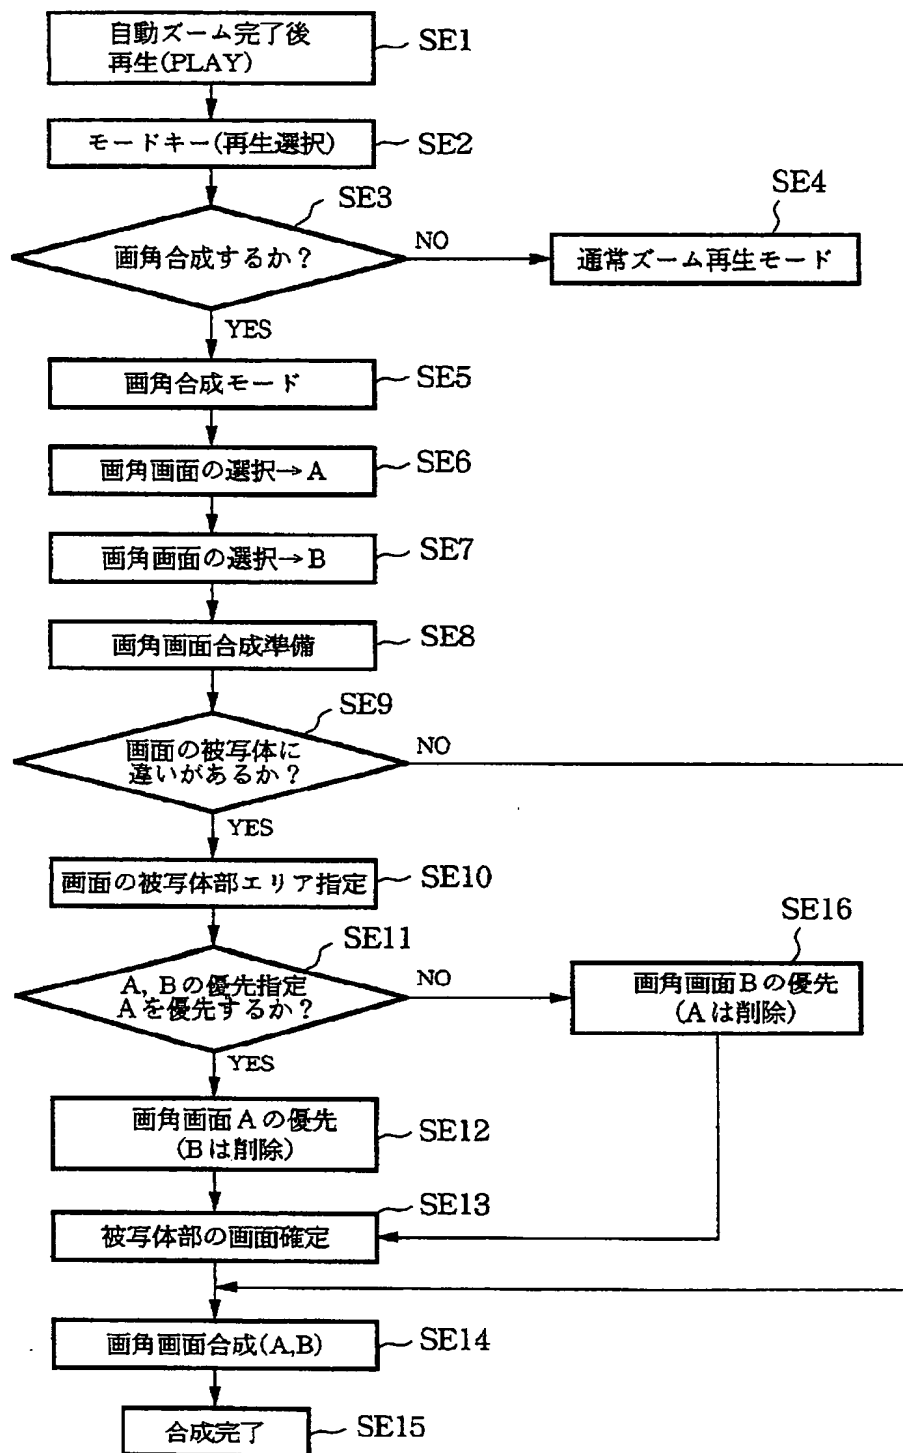 自動ズーム完了後
再生(PLAY)
SE1
モードキー(再生選択)
SE2
SE3
画角合成するか?
NO
SE4
通常ズーム再生モード
YES
画角合成モード
SE5
画角画面の選択→A
SE6
画角画面の選択→B
SE7
画角画面合成準備
SE8
SE9
画面の被写体に
違いがあるか?
NO
YES
画面の被写体部エリア指定
SE10
SE11
A, Bの優先指定
Aを優先するか?
NO
SE16
画角画面Bの優先
(Aは削除)
YES
画角画面Aの優先
(Bは削除)
SE12
SE13
被写体部の画面確定
画角画面合成(A,B)
SE14
合成完了
SE15